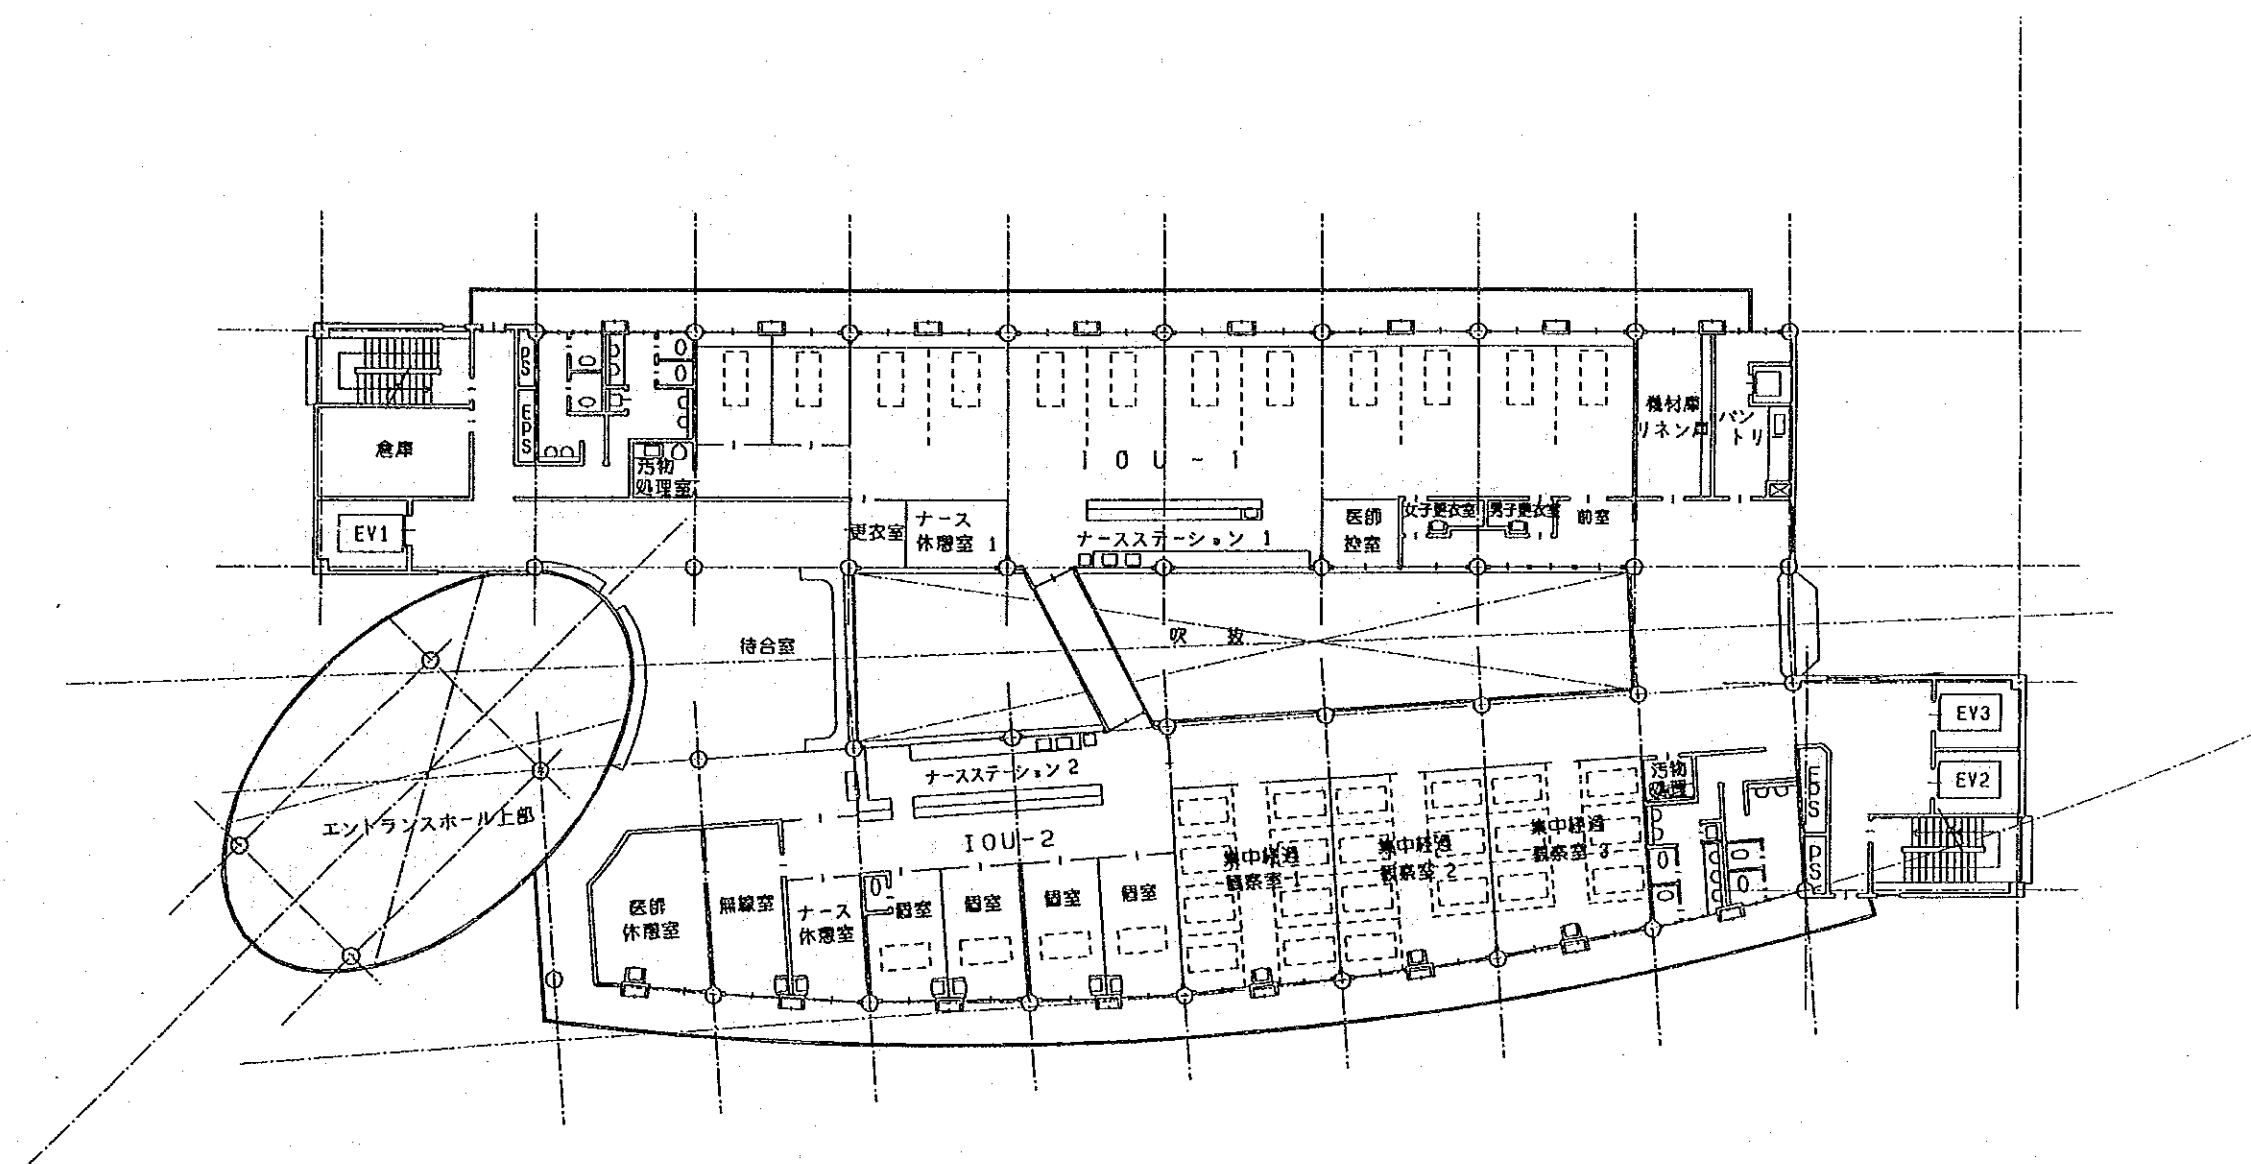 PS
EPS
倉庫
汚物
処理室
EV1
機材庫
リネン庫
パン
トリ
IOU-1
更衣室
ナース
休憩室 1
ナースステーション 1
医師
控室
女子更衣室
男子更衣室
前室
待合室
吹 抜
EV3
EV2
ナースステーション2
IOU-2
エントランスホール上部
医師
休憩室
無線室
ナース
休憩室
個室
個室
個室
個室
集中経過
観察室 1
集中経過
観察室 2
集中経過
観察室 3
汚物
処理
EPS
PS